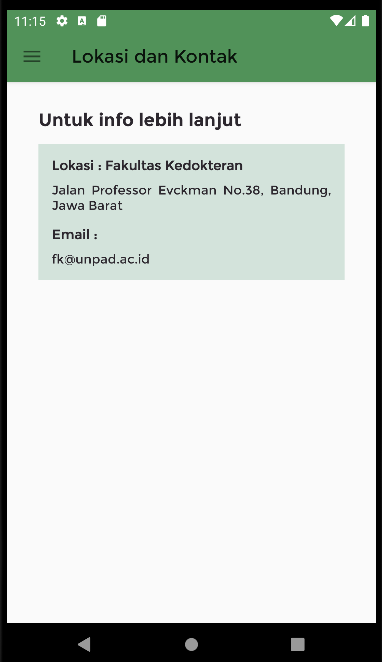 11:15
Lokasi dan Kontak
Untuk info lebih lanjut
Lokasi : Fakultas Kedokteran
Jalan Professor Evckman No.38, Bandung,
Jawa Barat
Email :
fk@unpad.ac.id